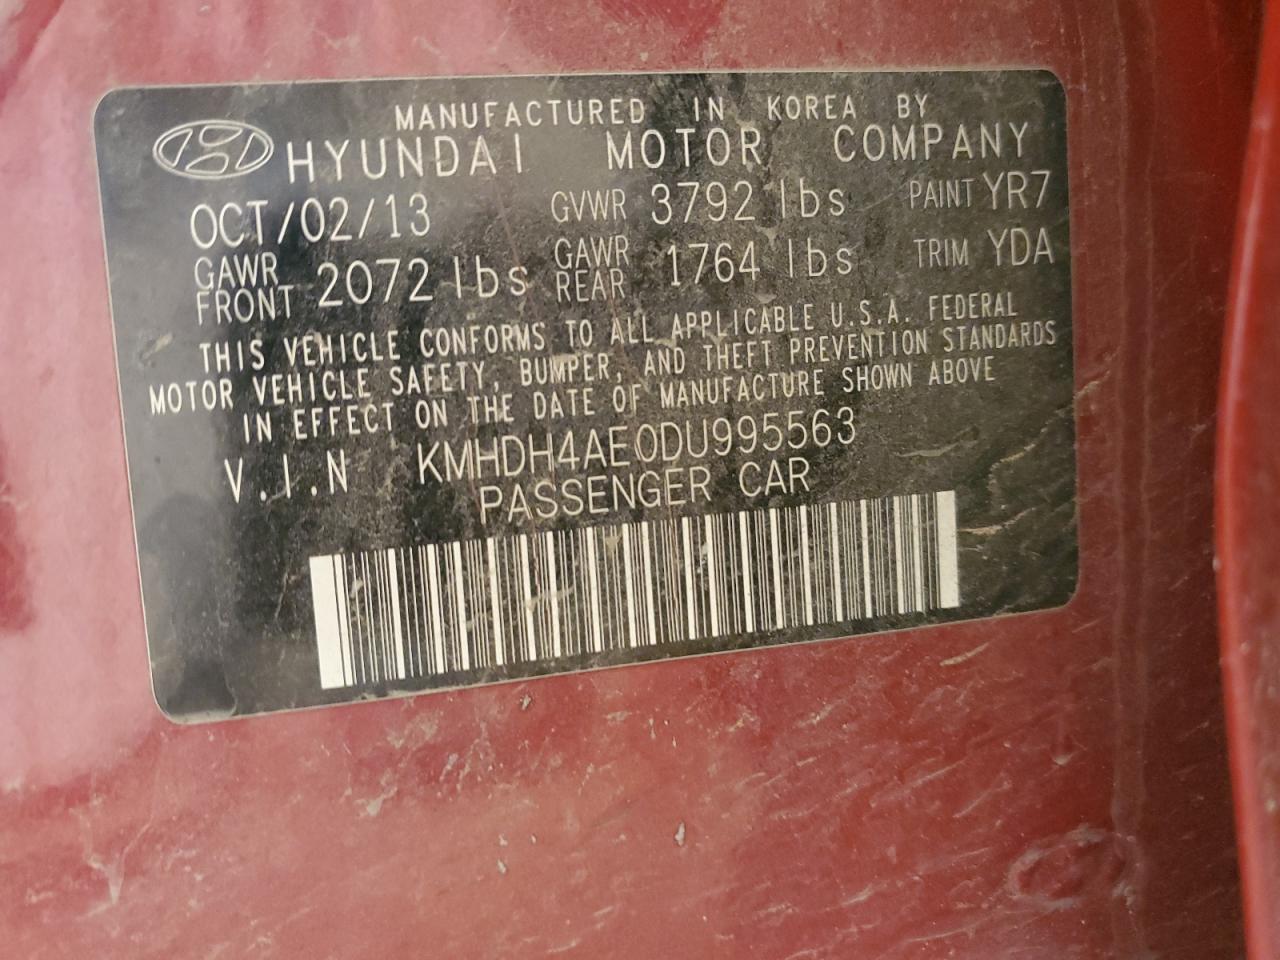 MANUFACTURED IN KOREA BY
HYUNDAI MOTOR COMPANY
OCT/02/13 GVWR 3792 lbs PAINT YR7
GAWR FRONT 2072 lbs GAWR REAR 1764 lbs TRIM YDA
THIS VEHICLE CONFORMS TO ALL APPLICABLE U.S.A. FEDERAL
MOTOR VEHICLE SAFETY, BUMPER, AND THEFT PREVENTION STANDARDS
IN EFFECT ON THE DATE OF MANUFACTURE SHOWN ABOVE
V.I.N KMHDH4AE0DU995563
PASSENGER CAR